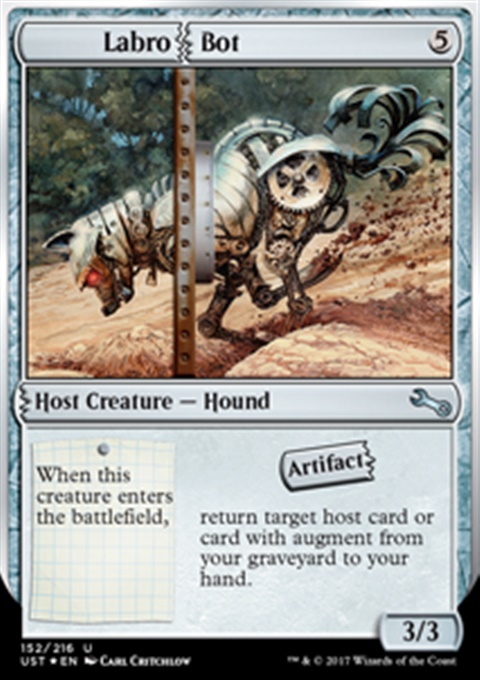 Labro Bot 5
Host Creature — Hound
Artifact
When this
creature enters
the battlefield,
return target host card or
card with augment from
your graveyard to your
hand.
3/3
152/216 U
UST ★ EN Carl Critchlow
™ & © 2017 Wizards of the Coast